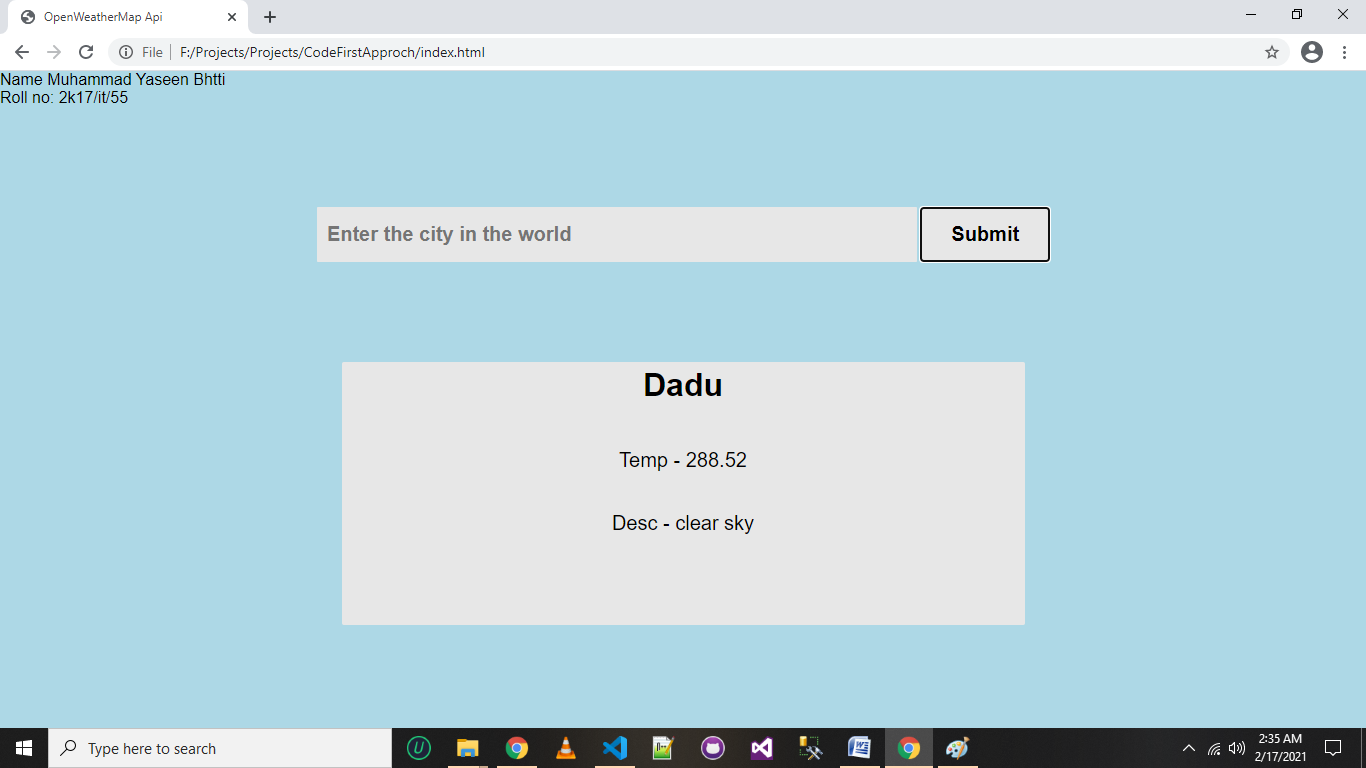 OpenWeatherMap Api
File
F:/Projects/Projects/CodeFirstApproch/index.html
Name Muhammad Yaseen Bhtti
Roll no: 2k17/it/55
Enter the city in the world
Submit
Dadu
Temp - 288.52
Desc - clear sky
Type here to search
2:35 AM
2/17/2021